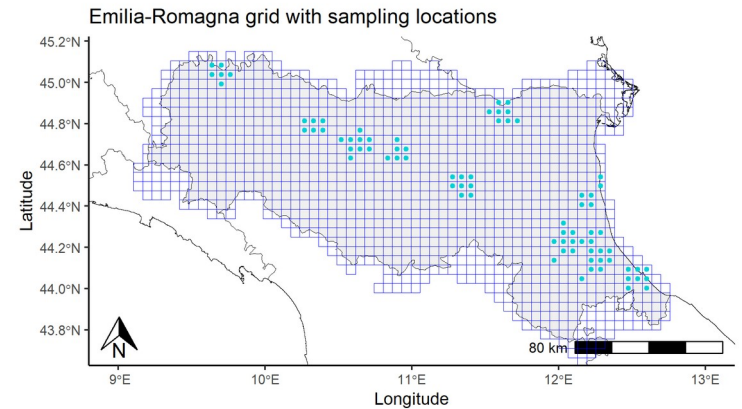 Emilia-Romagna grid with sampling locations
45.2°N
45.0°N
44.8°N
44.6°N
44.4°N
44.2°N
44.0°N
43.8°N
Latitude
N
80 km
9°E 10°E 11°E 12°E 13°E
Longitude